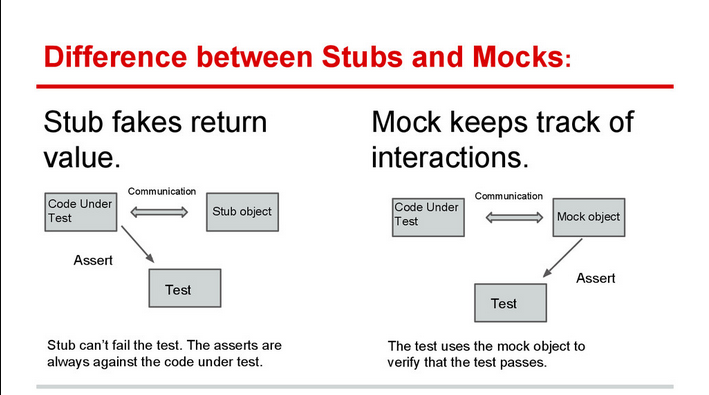 Difference between Stubs and Mocks:
Stub fakes return
value.
Communication
Code Under
Test
Stub object
Assert
Test
Stub can't fail the test. The asserts are
always against the code under test.
Mock keeps track of
interactions.
Communication
Code Under
Test
Mock object
Assert
Test
The test uses the mock object to
verify that the test passes.